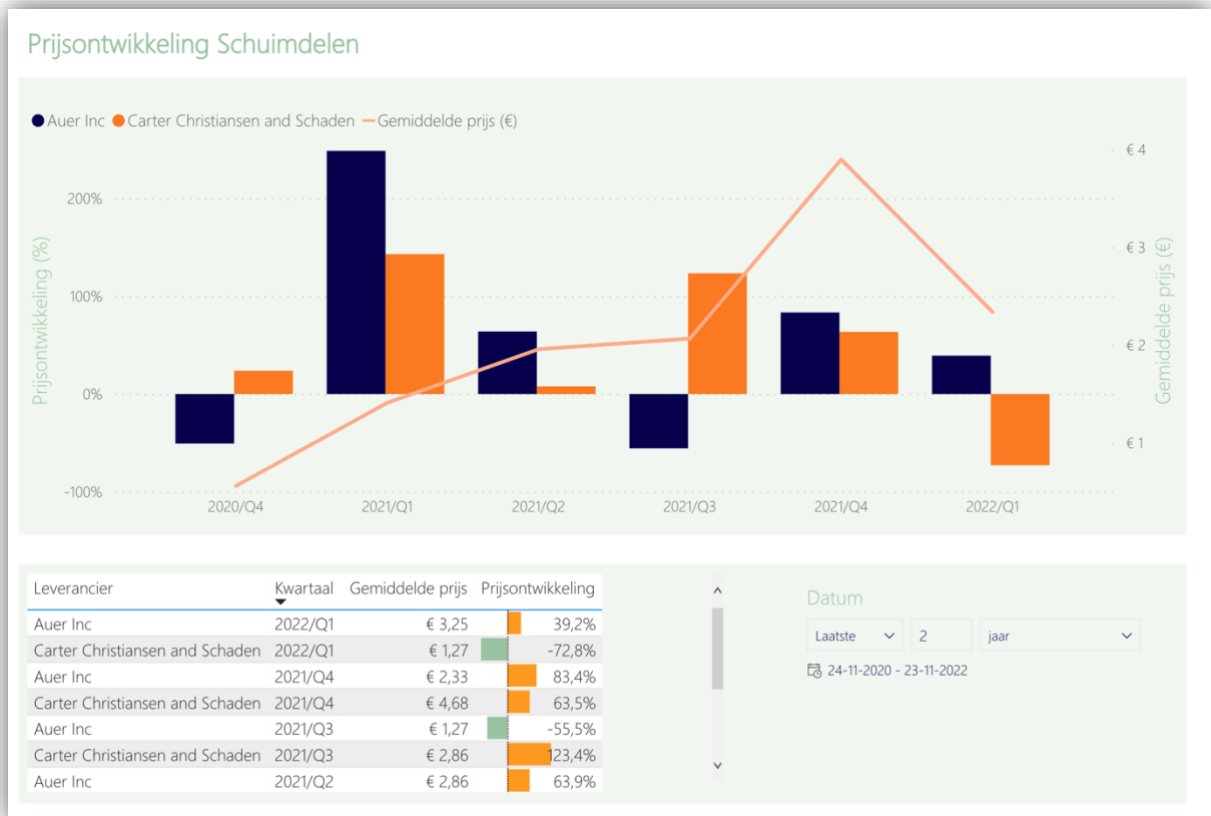 Prijsontwikkeling Schuimdelen
Auer Inc Carter Christiansen and Schaden Gemiddelde prijs (€)
Prijsontwikkeling (%)
200%
100%
0%
-100%
€ 4
€ 3
€ 2
€ 1
Gemiddelde prijs (€)
2020/Q4 2021/Q1 2021/Q2 2021/Q3 2021/Q4 2022/Q1
Leverancier Kwartaal Gemiddelde prijs Prijsontwikkeling
Auer Inc 2022/Q1 € 3,25 39,2%
Carter Christiansen and Schaden 2022/Q1 € 1,27 -72,8%
Auer Inc 2021/Q4 € 2,33 83,4%
Carter Christiansen and Schaden 2021/Q4 € 4,68 63,5%
Auer Inc 2021/Q3 € 1,27 -55,5%
Carter Christiansen and Schaden 2021/Q3 € 2,86 123,4%
Auer Inc 2021/Q2 € 2,86 63,9%
Datum
Laatste 2 jaar
24-11-2020 - 23-11-2022